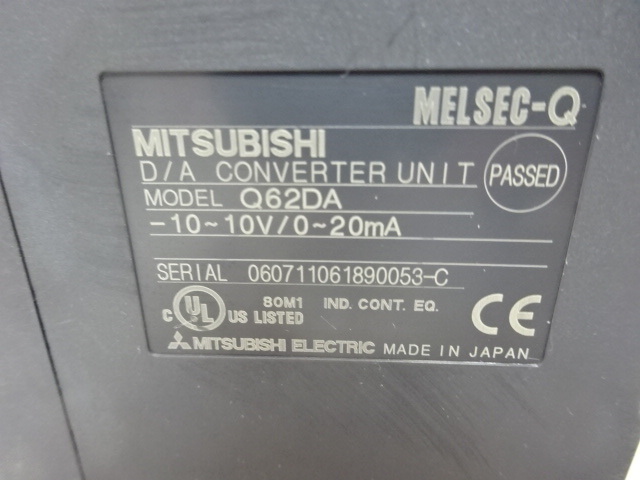 MELSEC-Q
MITSUBISHI
D/A CONVERTER UNIT
PASSED
MODEL Q62DA
-10~10V/0~20mA
SERIAL 060711061890053-C
C UL US LISTED
80M1 IND. CONT. EQ.
CE
MITSUBISHI ELECTRIC MADE IN JAPAN